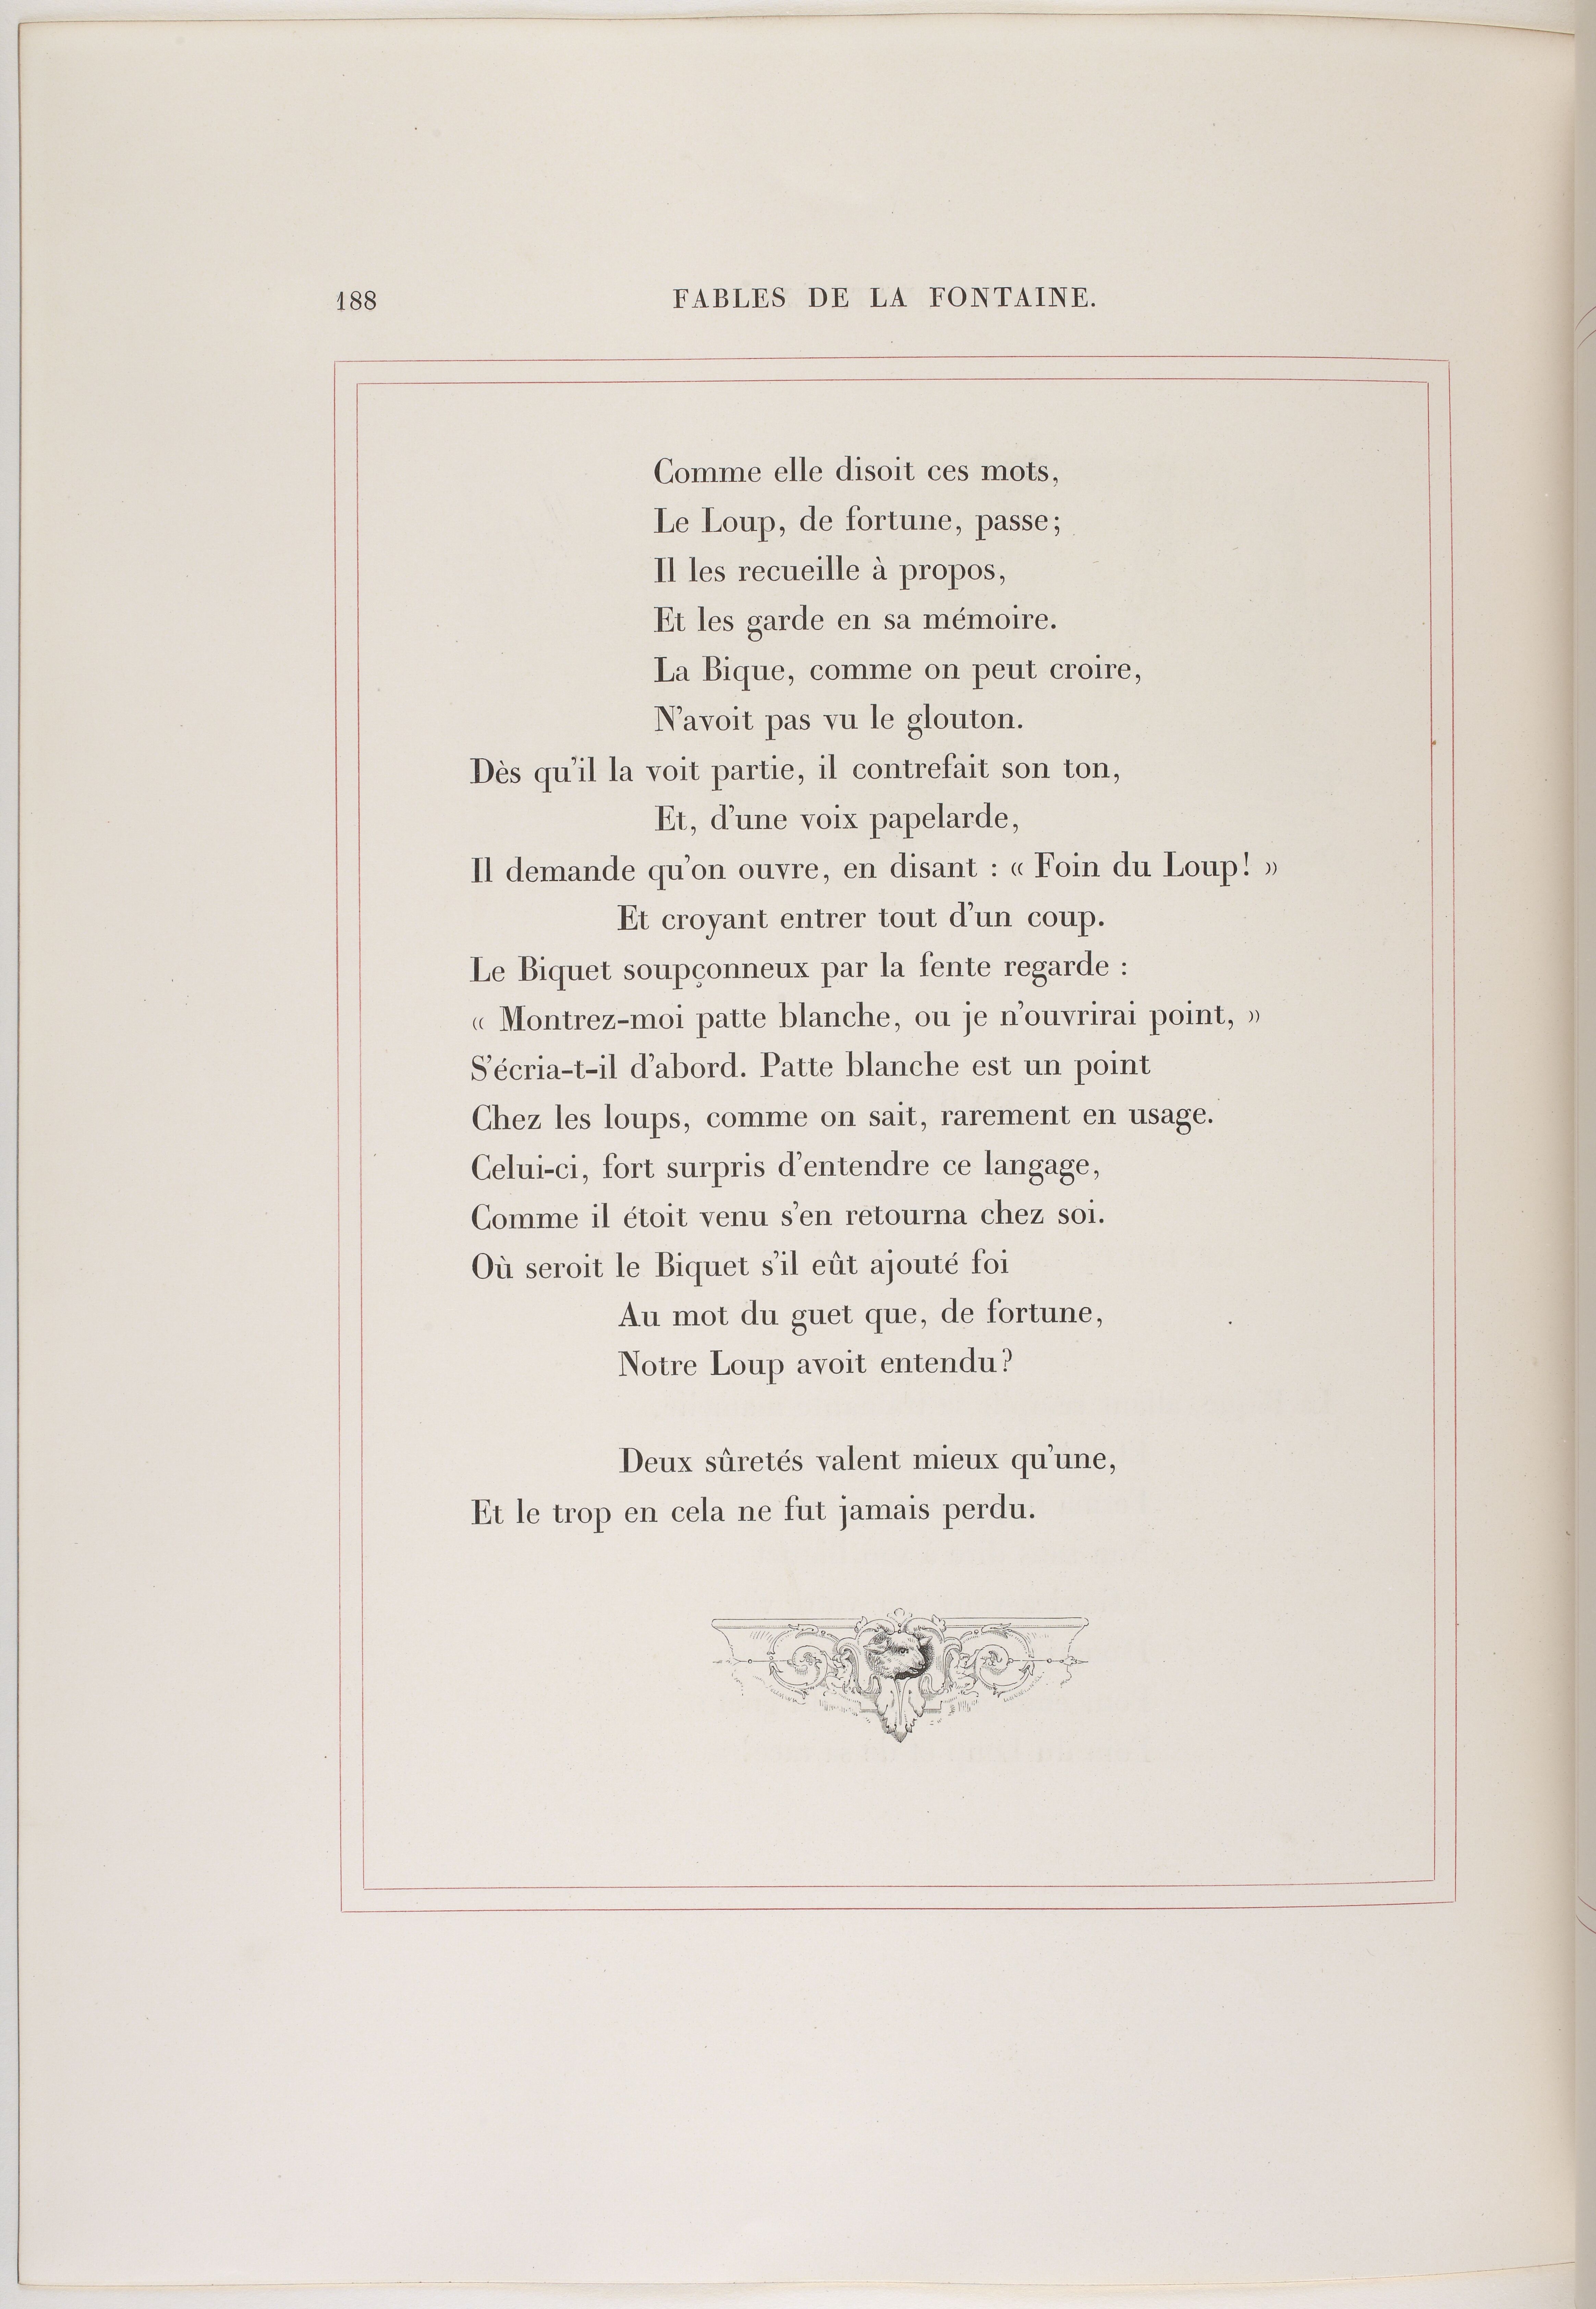 188
FABLES DE LA FONTAINE.
Comme elle disoit ces mots,
Le Loup, de fortune, passe;
Il les recueille à propos,
Et les garde en sa mémoire.
La Bique, comme on peut croire,
N'avoit pas vu le glouton.
Dès qu'il la voit partie, il contrefait son ton,
Et, d'une voix papelarde,
Il demande qu'on ouvre, en disant : « Foin du Loup! »
Et croyant entrer tout d'un coup.
Le Biquet soupçonneux par la fente regarde :
« Montrez-moi patte blanche, ou je n'ouvrirai point, »
S'écria-t-il d'abord. Patte blanche est un point
Chez les loups, comme on sait, rarement en usage.
Celui-ci, fort surpris d'entendre ce langage,
Comme il étoit venu s'en retourna chez soi.
Où seroit le Biquet s'il eût ajouté foi
Au mot du guet que, de fortune,
Notre Loup avoit entendu?
Deux sûretés valent mieux qu'une,
Et le trop en cela ne fut jamais perdu.